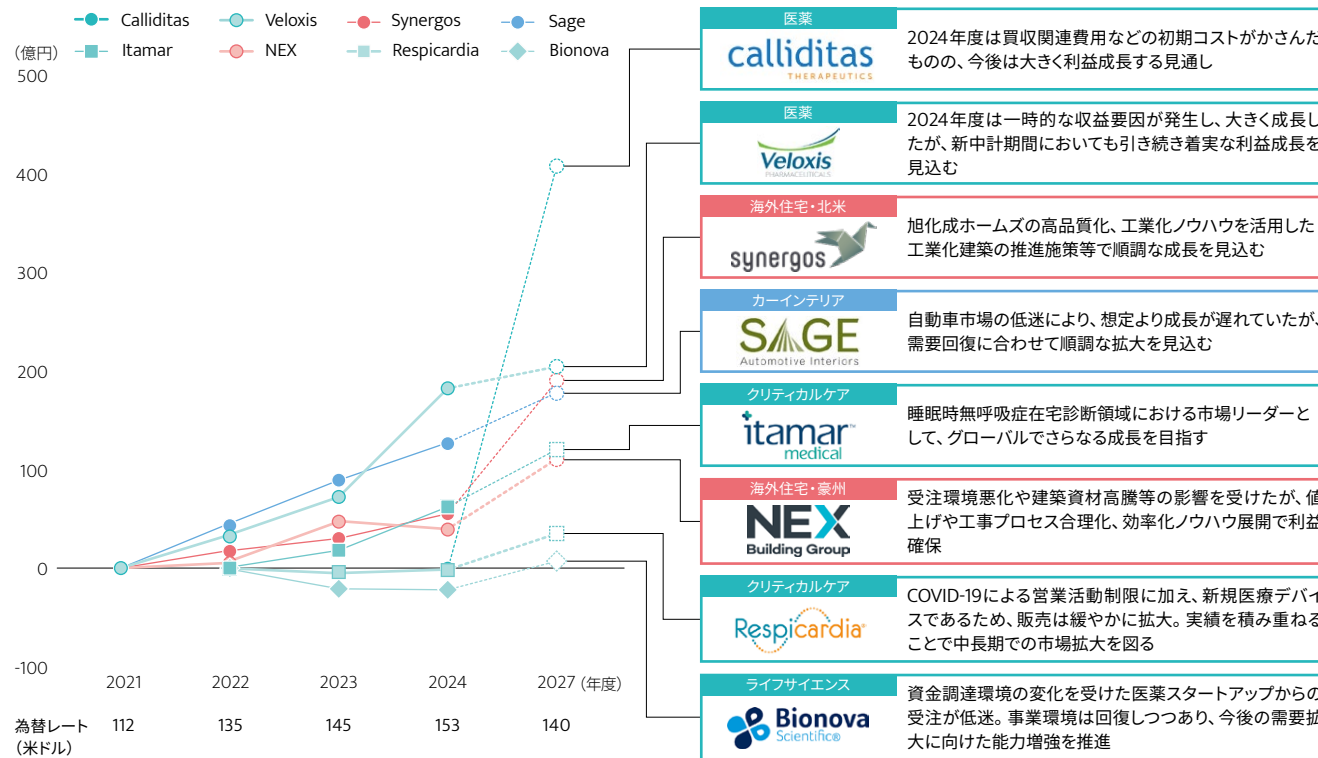 Calliditas
Veloxis
Synergos
Sage
Itamar
NEX
Respicardia
Bionova
(億円)
500
400
300
200
100
0
-100
2021
2022
2023
2024
2027 (年度)
為替レート
(米ドル)
112
135
145
153
140
医薬
calliditas
THERAPEUTICS
2024年度は買収関連費用などの初期コストがかさんだ
ものの、今後は大きく利益成長する見通し
医薬
Veloxis
PHARMACEUTICALS
2024年度は一時的な収益要因が発生し、大きく成長し
たが、新中計期間においても引き続き着実な利益成長を
見込む
海外住宅・北米
synergos
旭化成ホームズの高品質化、工業化ノウハウを活用した
工業化建築の推進施策等で順調な成長を見込む
カーインテリア
SAGE
Automotive Interiors
自動車市場の低迷により、想定より成長が遅れていたが、
需要回復に合わせて順調な拡大を見込む
クリティカルケア
itamar™
medical
睡眠時無呼吸症在宅診断領域における市場リーダーと
して、グローバルでさらなる成長を目指す
海外住宅・豪州
NEX
Building Group
受注環境悪化や建築資材高騰等の影響を受けたが、値
上げや工事プロセス合理化、効率化ノウハウ展開で利益
確保
クリティカルケア
Respicardia®
COVID-19による営業活動制限に加え、新規医療デバイ
スであるため、販売は緩やかに拡大。実績を積み重ねる
ことで中長期での市場拡大を図る
ライフサイエンス
Bionova
Scientific®
資金調達環境の変化を受けた医薬スタートアップからの
受注が低迷。事業環境は回復しつつあり、今後の需要拡
大に向けた能力増強を推進